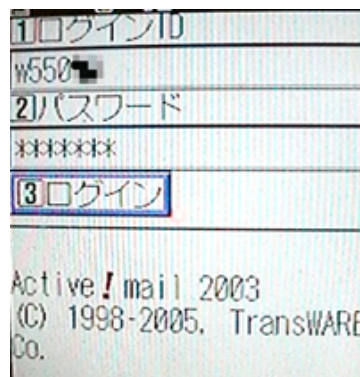 1ログインID
w550
2パスワード
*******
3ログイン
Active!mail 2003
(C) 1998-2005, TransWARE
Co.